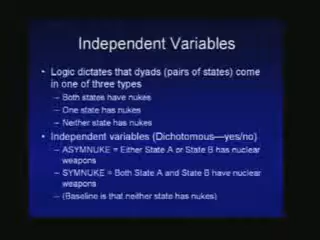 Independent Variables
• Logic dictates that dyads (pairs of states) come
in one of three types
– Both states have nukes
– One state has nukes
– Neither state has nukes
• Independent variables (Dichotomous—yes/no)
– ASYMNUKE = Either State A or State B has nuclear
weapons
– SYMNUKE = Both State A and State B have nuclear
weapons
– (Baseline is that neither state has nukes)